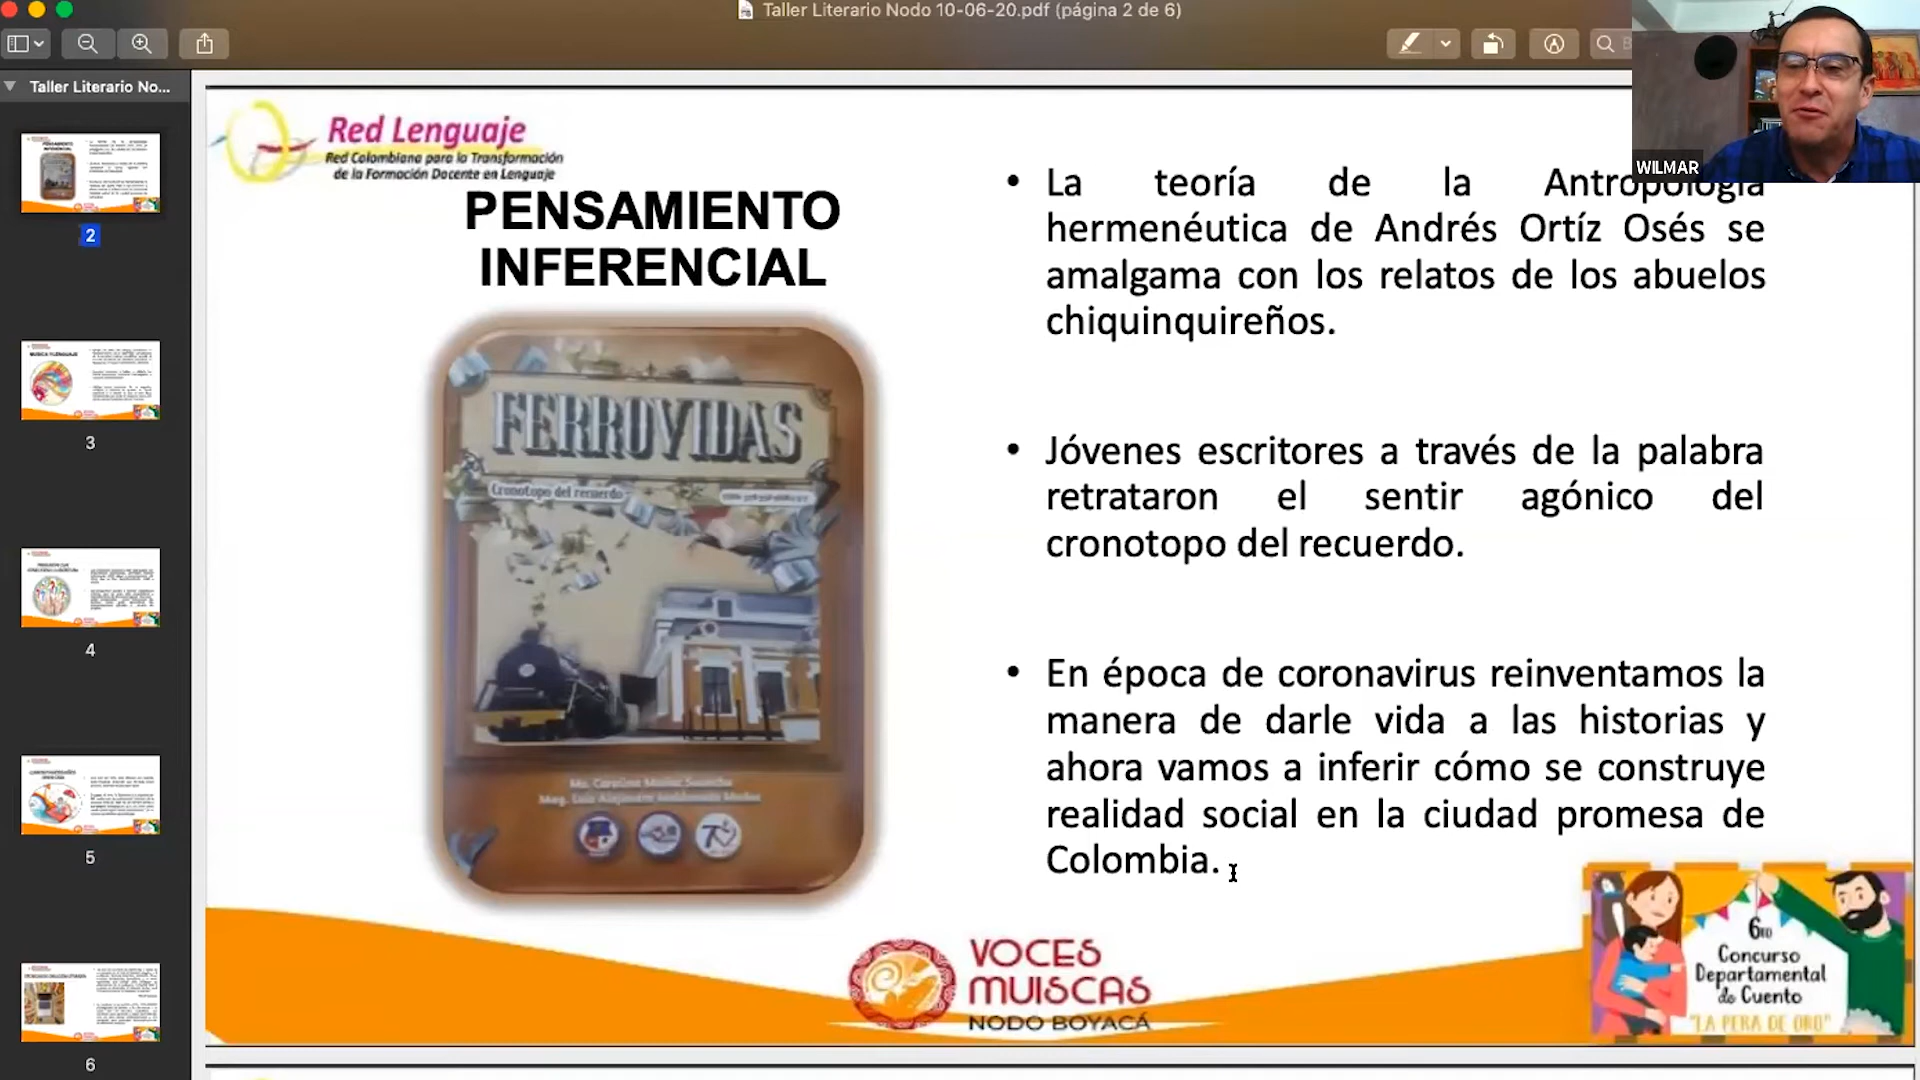 Taller Literario Nodo 10-06-20.pdf (página 2 de 6)
Taller Literario No...
2
3
4
5
6
WILMAR
Red Lenguaje
Red Colombiana para la Transformación
de la Formación Docente en Lenguaje
PENSAMIENTO
INFERENCIAL
FERROVIDAS
Cronotopo del recuerdo
• La teoría de la Antropología
hermenéutica de Andrés Ortíz Osés se
amalgama con los relatos de los abuelos
chiquinquireños.
• Jóvenes escritores a través de la palabra
retrataron el sentir agónico del
cronotopo del recuerdo.
• En época de coronavirus reinventamos la
manera de darle vida a las historias y
ahora vamos a inferir cómo se construye
realidad social en la ciudad promesa de
Colombia.
VOCES
MUISCAS
NODO BOYACÁ
6TO
Concurso
Departamental
de Cuento
"LA PERA DE ORO"